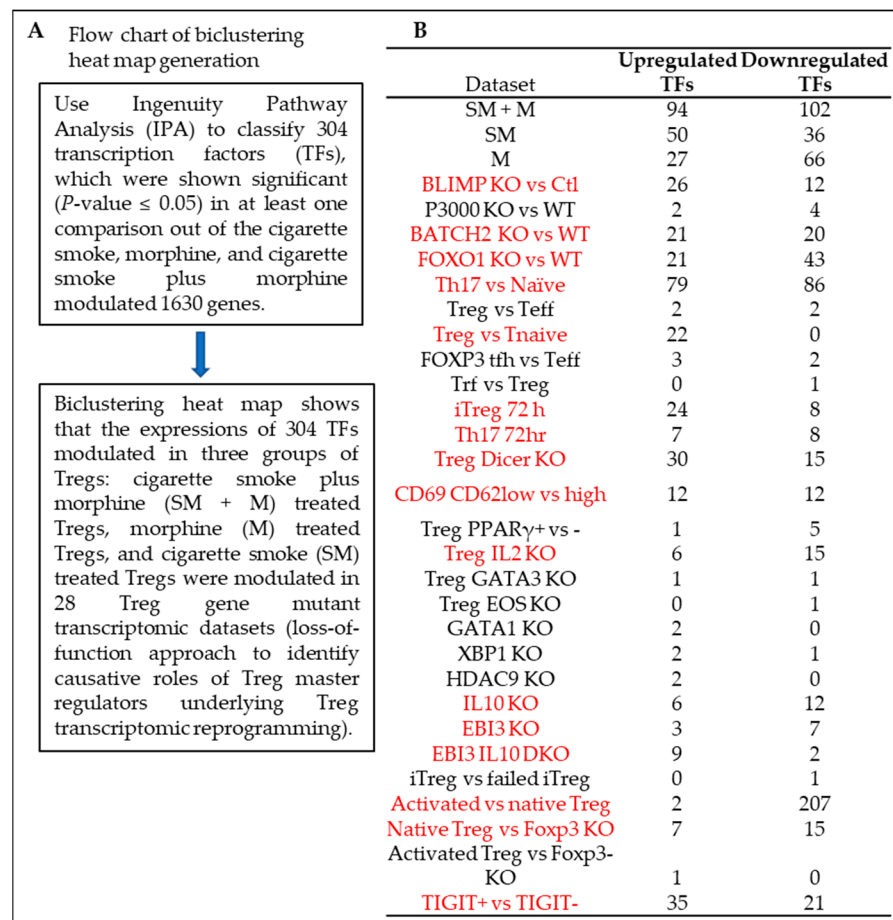 A Flow chart of biclustering
heat map generation
Use Ingenuity Pathway
Analysis (IPA) to classify 304
transcription factors (TFs),
which were shown significant
(P-value ≤ 0.05) in at least one
comparison out of the cigarette
smoke, morphine, and cigarette
smoke plus morphine
modulated 1630 genes.
Biclustering heat map shows
that the expressions of 304 TFs
modulated in three groups of
Tregs: cigarette smoke plus
morphine (SM + M) treated
Tregs, morphine (M) treated
Tregs, and cigarette smoke (SM)
treated Tregs were modulated in
28 Treg gene mutant
transcriptomic datasets (loss-of-
function approach to identify
causative roles of Treg master
regulators underlying Treg
transcriptomic reprogramming).
B
Upregulated Downregulated
Dataset TFs TFs
SM + M 94 102
SM 50 36
M 27 66
BLIMP KO vs Ctl 26 12
P3000 KO vs WT 2 4
BATCH2 KO vs WT 21 20
FOXO1 KO vs WT 21 43
Th17 vs Naïve 79 86
Treg vs Teff 2 2
Treg vs Tnaive 22 0
FOXP3 tfh vs Teff 3 2
Trf vs Treg 0 1
iTreg 72 h 24 8
Th17 72hr 7 8
Treg Dicer KO 30 15
CD69 CD62low vs high 12 12
Treg PPARγ+ vs - 1 5
Treg IL2 KO 6 15
Treg GATA3 KO 1 1
Treg EOS KO 0 1
GATA1 KO 2 0
XBP1 KO 2 1
HDAC9 KO 2 0
IL10 KO 6 12
EBI3 KO 3 7
EBI3 IL10 DKO 9 2
iTreg vs failed iTreg 0 1
Activated vs native Treg 2 207
Native Treg vs Foxp3 KO 7 15
Activated Treg vs Foxp3-
KO 1 0
TIGIT+ vs TIGIT- 35 21